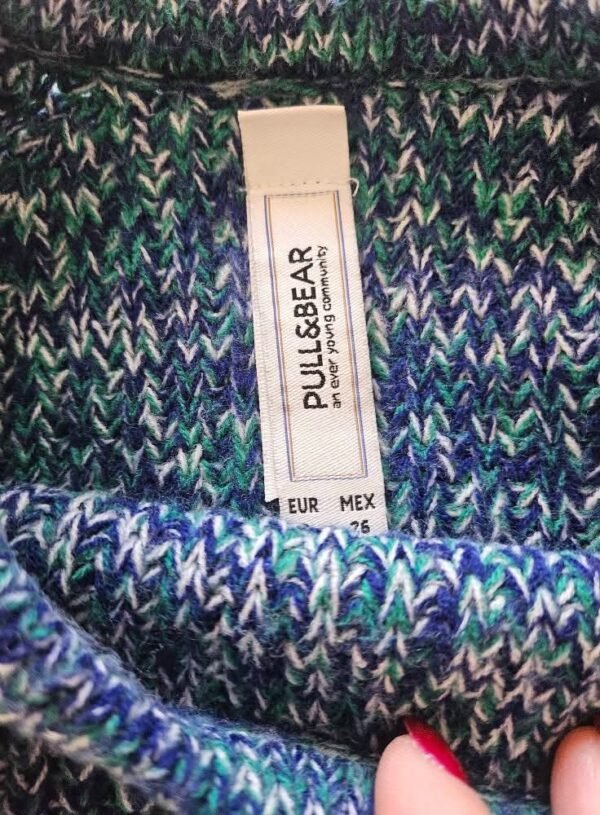 PULL&BEAR
an ever young community
EUR MEX
26